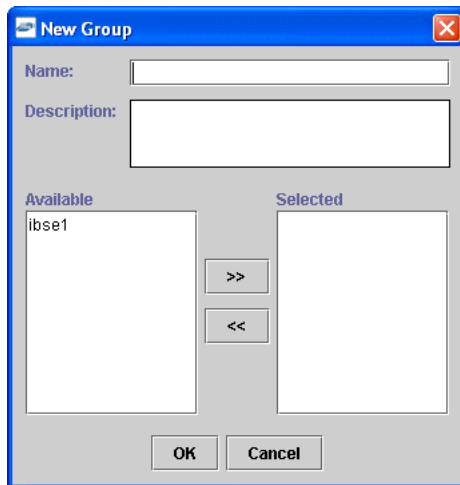 New Group
Name:
Description:
Available
Selected
ibse1
>>
<<
OK
Cancel